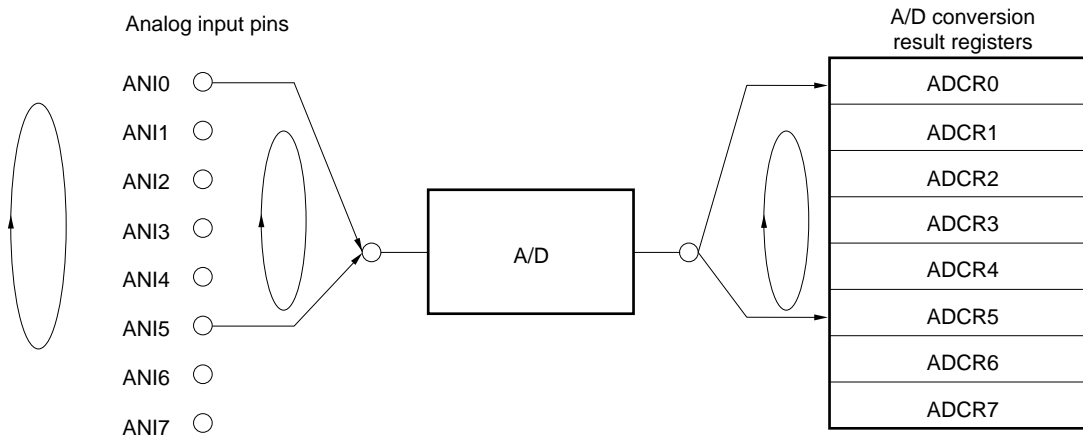 Analog input pins
ANI0
ANI1
ANI2
ANI3
ANI4
ANI5
ANI6
ANI7
A/D
A/D conversion
result registers
ADCR0
ADCR1
ADCR2
ADCR3
ADCR4
ADCR5
ADCR6
ADCR7